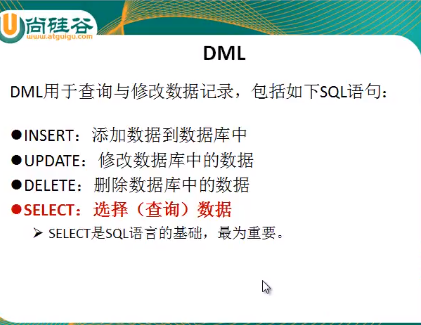 尚硅谷
www.atguigu.com
DML
DML用于查询与修改数据记录，包括如下SQL语句：
●INSERT：添加数据到数据库中
●UPDATE：修改数据库中的数据
●DELETE：删除数据库中的数据
●SELECT：选择（查询）数据
➢ SELECT是SQL语言的基础，最为重要。